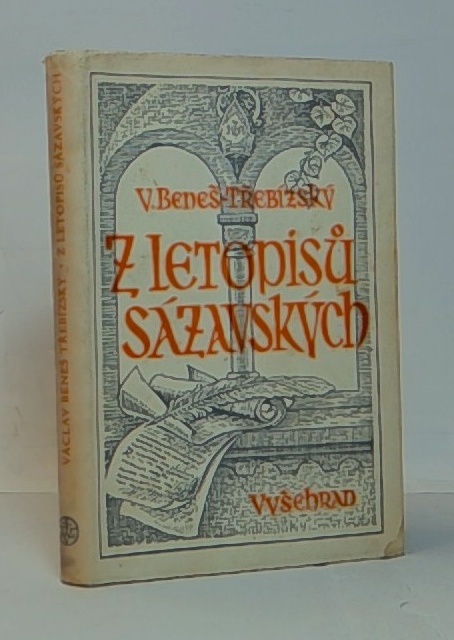 VÁCLAV BENEŠ TŘEBÍZSKÝ · Z LETOPISŮ SÁZAVSKÝCH
V. BENEŠ-TŘEBÍZSKÝ
Z LETOPISŮ
SÁZAVSKÝCH
VYŠEHRAD